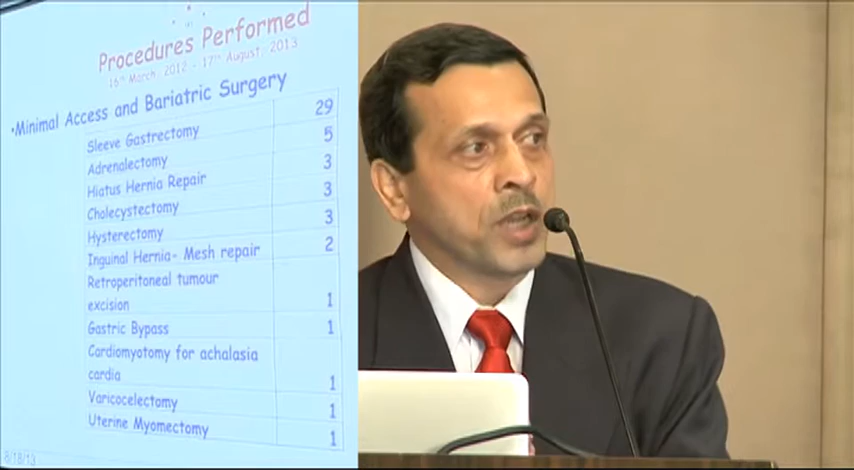 Procedures Performed
16th March, 2012 - 17th August, 2013
•Minimal Access and Bariatric Surgery
Sleeve Gastrectomy 29
Adrenalectomy 5
Hiatus Hernia Repair 3
Cholecystectomy 3
Hysterectomy 3
Inguinal Hernia- Mesh repair 2
Retroperitoneal tumour
excision 1
Gastric Bypass 1
Cardiomyotomy for achalasia
cardia 1
Varicocelectomy 1
Uterine Myomectomy 1
8/18/13